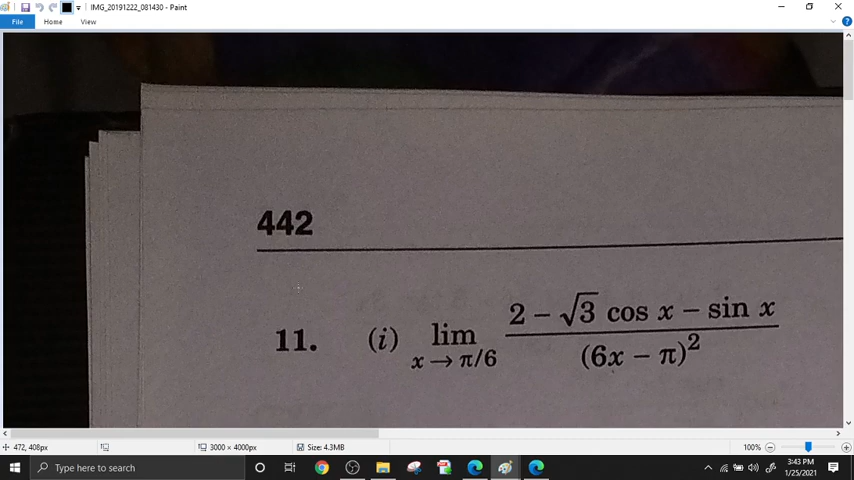 IMG_20191222_081430 - Paint
File Home View
442
11. (i) lim x → π/6 2 − √3 cos x − sin x / (6x − π)²
472, 408px 3000 × 4000px Size: 4.3MB 100%
Type here to search 3:43 PM
1/25/2021